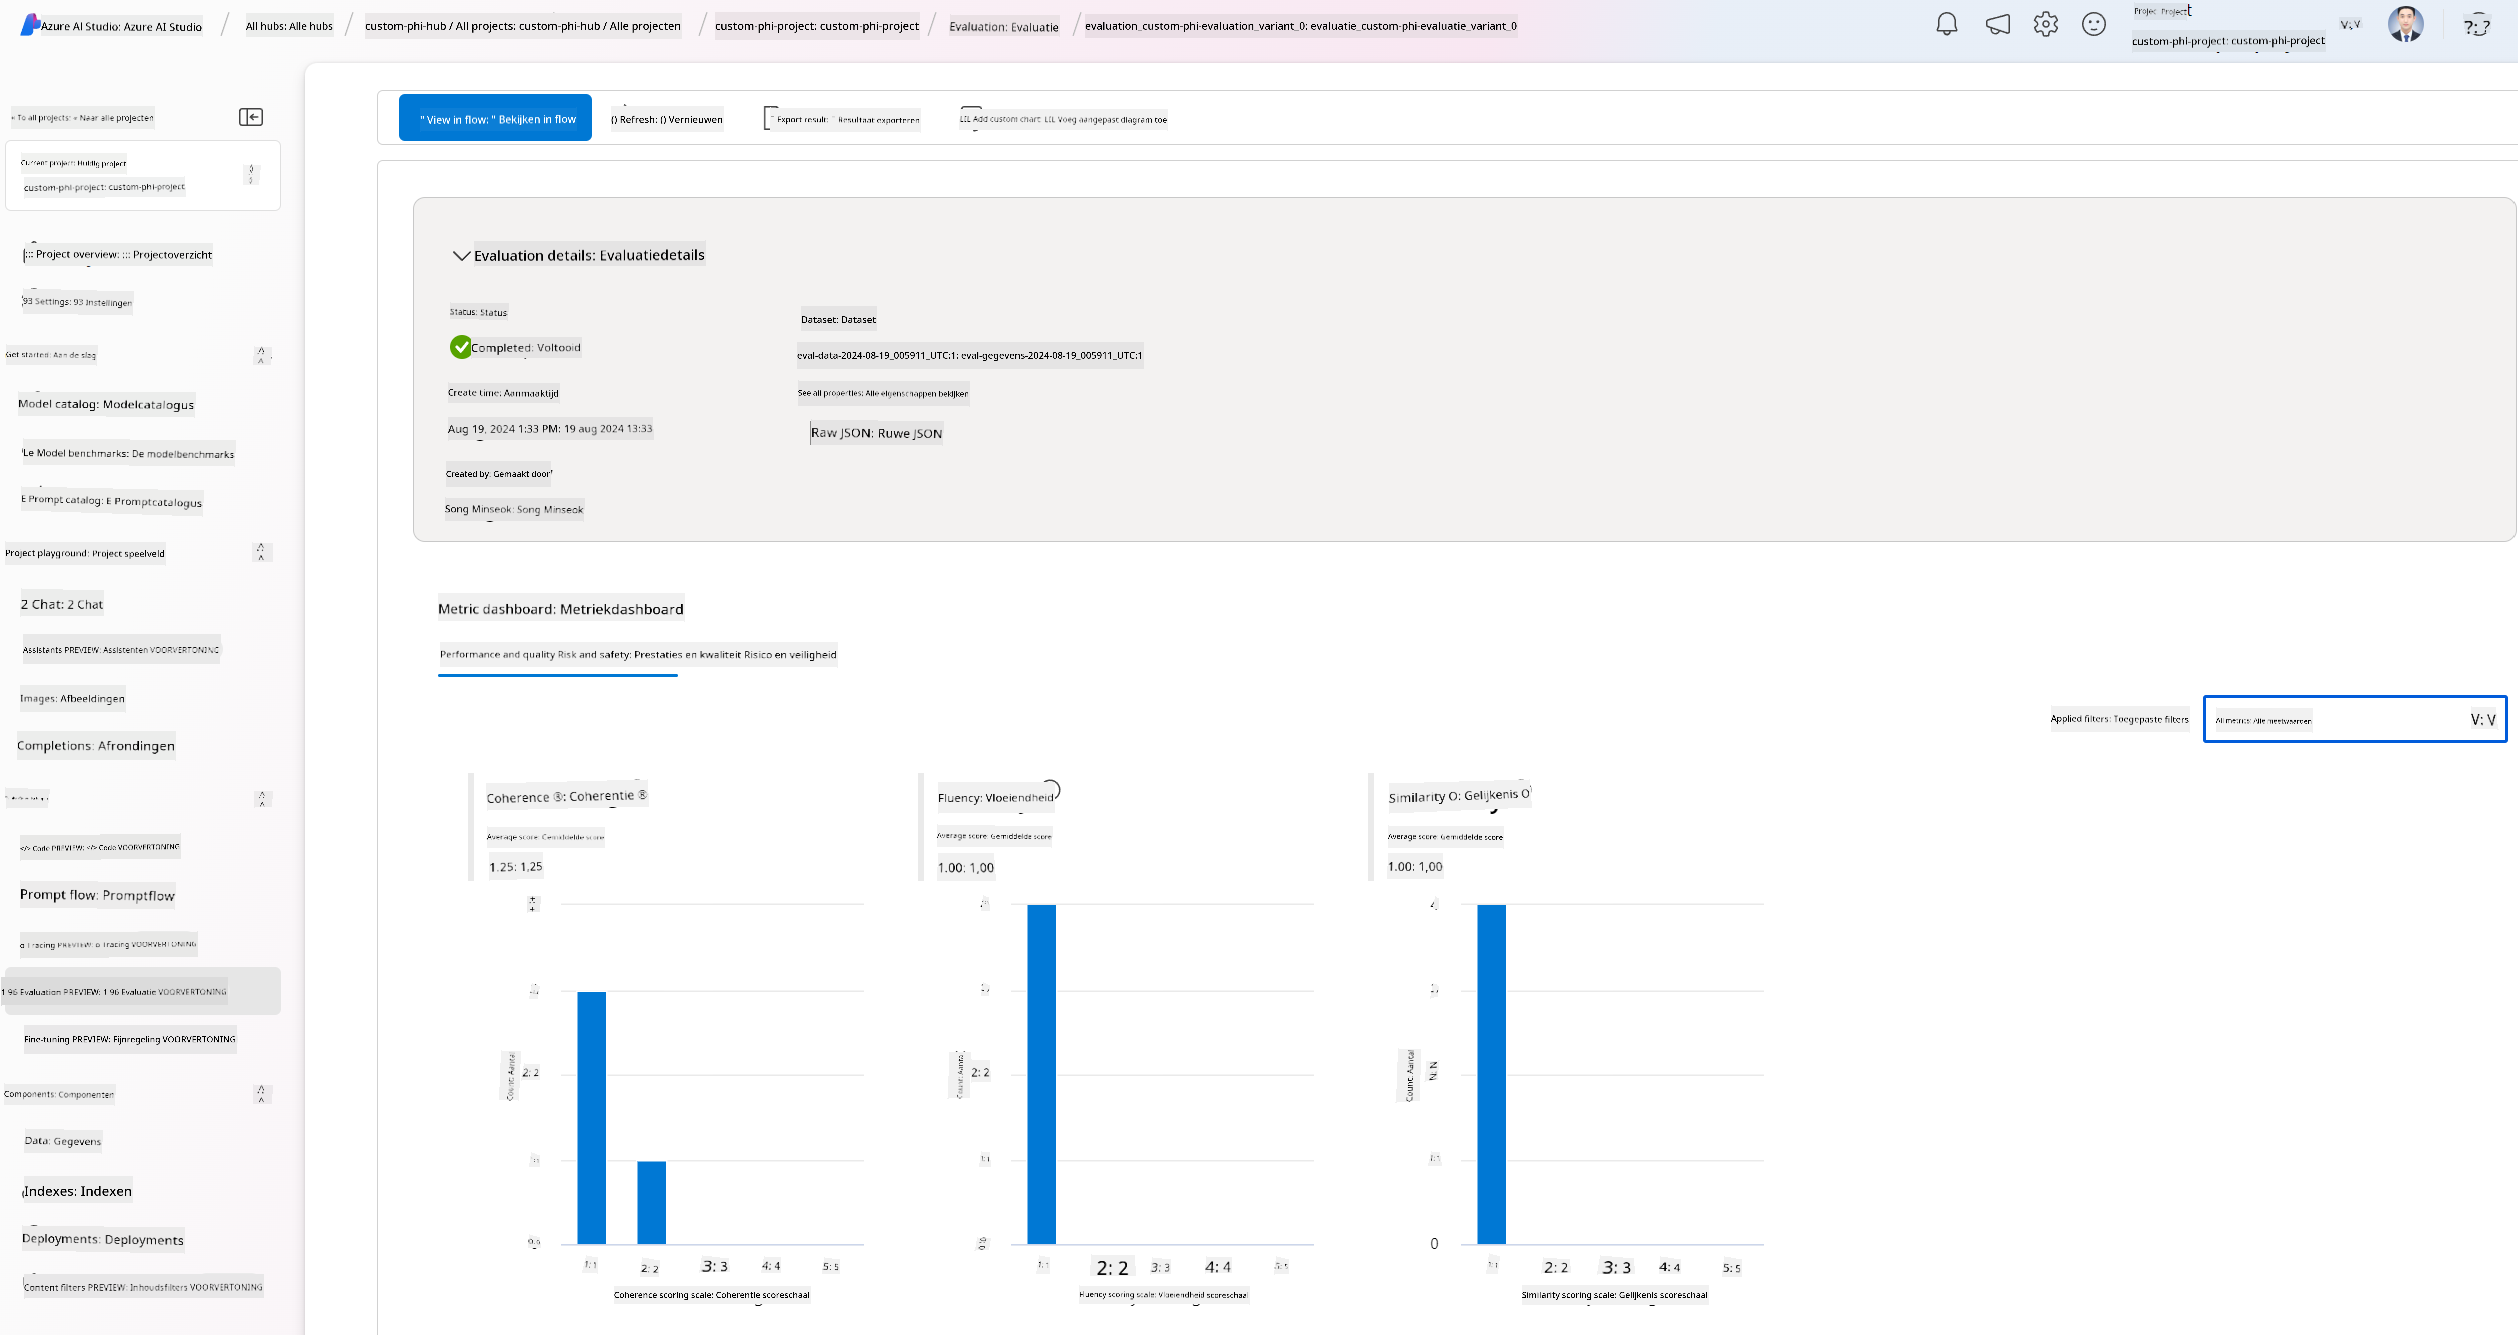 Azure AI Studio: Azure AI Studio / All hubs: Alle hubs / custom-phi-hub / All projects: custom-phi-hub / Alle projecten / custom-phi-project: custom-phi-project / Evaluation: Evaluatie / evaluation_custom-phi-evaluation_variant_0: evaluatie_custom-phi-evaluatie_variant_0
Projec Project
custom-phi-project: custom-phi-project
V: V
?: ?
« To all projects: « Naar alle projecten
Current project: Huidig project
custom-phi-project: custom-phi-project
::: Project overview: ::: Projectoverzicht
93 Settings: 93 Instellingen
Get started: Aan de slag
Model catalog: Modelcatalogus
'Le Model benchmarks: De modelbenchmarks
E Prompt catalog: E Promptcatalogus
Project playground: Project speelveld
2 Chat: 2 Chat
Assistants PREVIEW: Assistenten VOORVERTONING
Images: Afbeeldingen
Completions: Afrondingen
</> Code PREVIEW: </> Code VOORVERTONING
Prompt flow: Promptflow
o Tracing PREVIEW: o Tracing VOORVERTONING
1 96 Evaluation PREVIEW: 1 96 Evaluatie VOORVERTONING
Fine-tuning PREVIEW: Fijnregeling VOORVERTONING
Components: Componenten
Data: Gegevens
Indexes: Indexen
Deployments: Deployments
Content filters PREVIEW: Inhoudsfilters VOORVERTONING
" View in flow: " Bekijken in flow
() Refresh: () Vernieuwen
Export result: Resultaat exporteren
LIL Add custom chart: LIL Voeg aangepast diagram toe
Evaluation details: Evaluatiedetails
Status: Status
Completed: Voltooid
Create time: Aanmaaktijd
Aug 19, 2024 1:33 PM: 19 aug 2024 13:33
Created by: Gemaakt door
Song Minseok: Song Minseok
Dataset: Dataset
eval-data-2024-08-19_005911_UTC:1: eval-gegevens-2024-08-19_005911_UTC:1
See all properties: Alle eigenschappen bekijken
Raw JSON: Ruwe JSON
Metric dashboard: Metriekdashboard
Performance and quality Risk and safety: Prestaties en kwaliteit Risico en veiligheid
Applied filters: Toegepaste filters
All metrics: Alle meetwaarden
V: V
Coherence ®: Coherentie ®
Average score: Gemiddelde score
1.25: 1,25
Count: Aantal
2: 2
1: 1
2: 2
3: 3
4: 4
5: 5
Coherence scoring scale: Coherentie scoreschaal
Fluency: Vloeiendheid
Average score: Gemiddelde score
1.00: 1,00
Count: Aantal
2: 2
1: 1
2: 2
3: 3
4: 4
5: 5
Fluency scoring scale: Vloeiendheid scoreschaal
Similarity O: Gelijkenis O
Average score: Gemiddelde score
1.00: 1,00
Count: Aantal
N: N
0
1: 1
2: 2
3: 3
4: 4
5: 5
Similarity scoring scale: Gelijkenis scoreschaal